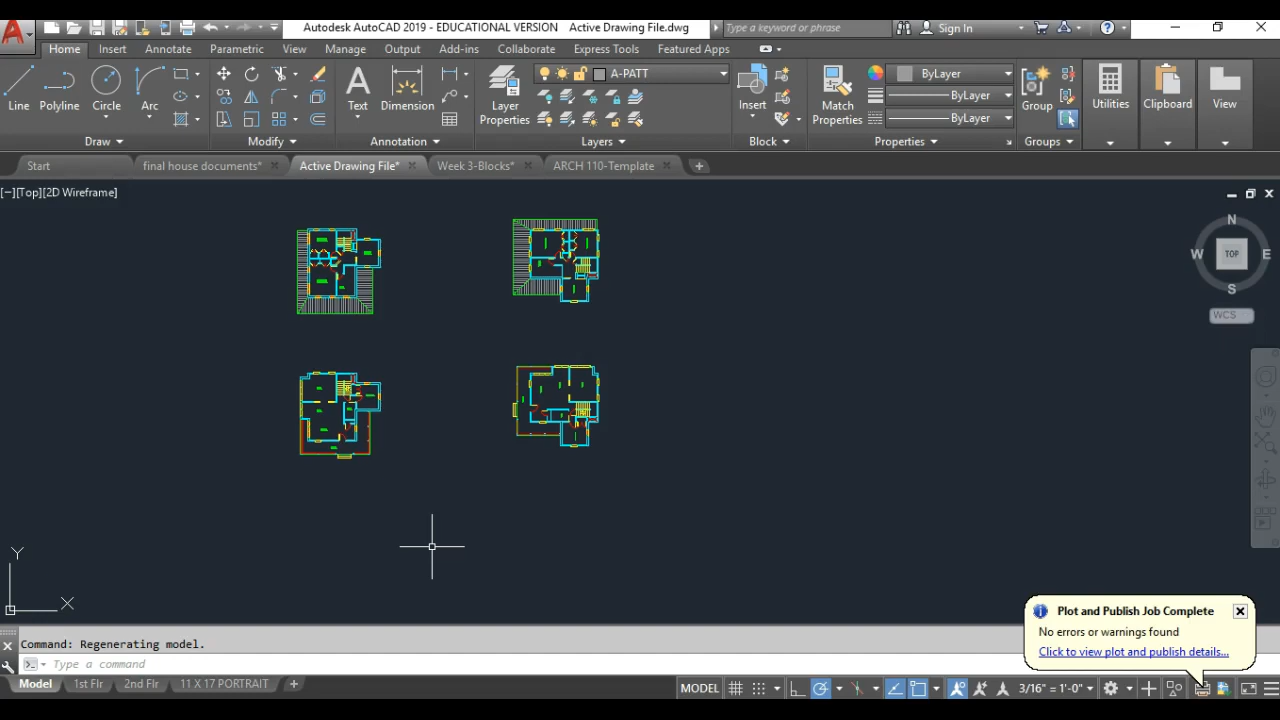 Autodesk AutoCAD 2019 - EDUCATIONAL VERSION Active Drawing File.dwg
Type a keyword or phrase
Sign In
Home Insert Annotate Parametric View Manage Output Add-ins Collaborate Express Tools Featured Apps
A-PATT
ByLayer
ByLayer
ByLayer
Line Polyline Circle Arc
Text Dimension
Layer Properties
Insert
Match Properties
Group
Utilities
Clipboard
View
Draw Modify Annotation Layers Block Properties Groups
Start final house documents* Active Drawing File* Week 3-Blocks* ARCH 110-Template
[−][Top][2D Wireframe]
N
W TOP E
S
WCS
Y
X
Plot and Publish Job Complete
No errors or warnings found
Click to view plot and publish details...
Command: Regenerating model.
Type a command
Model 1st Flr 2nd Flr 11 X 17 PORTRAIT
MODEL 3/16" = 1'-0"